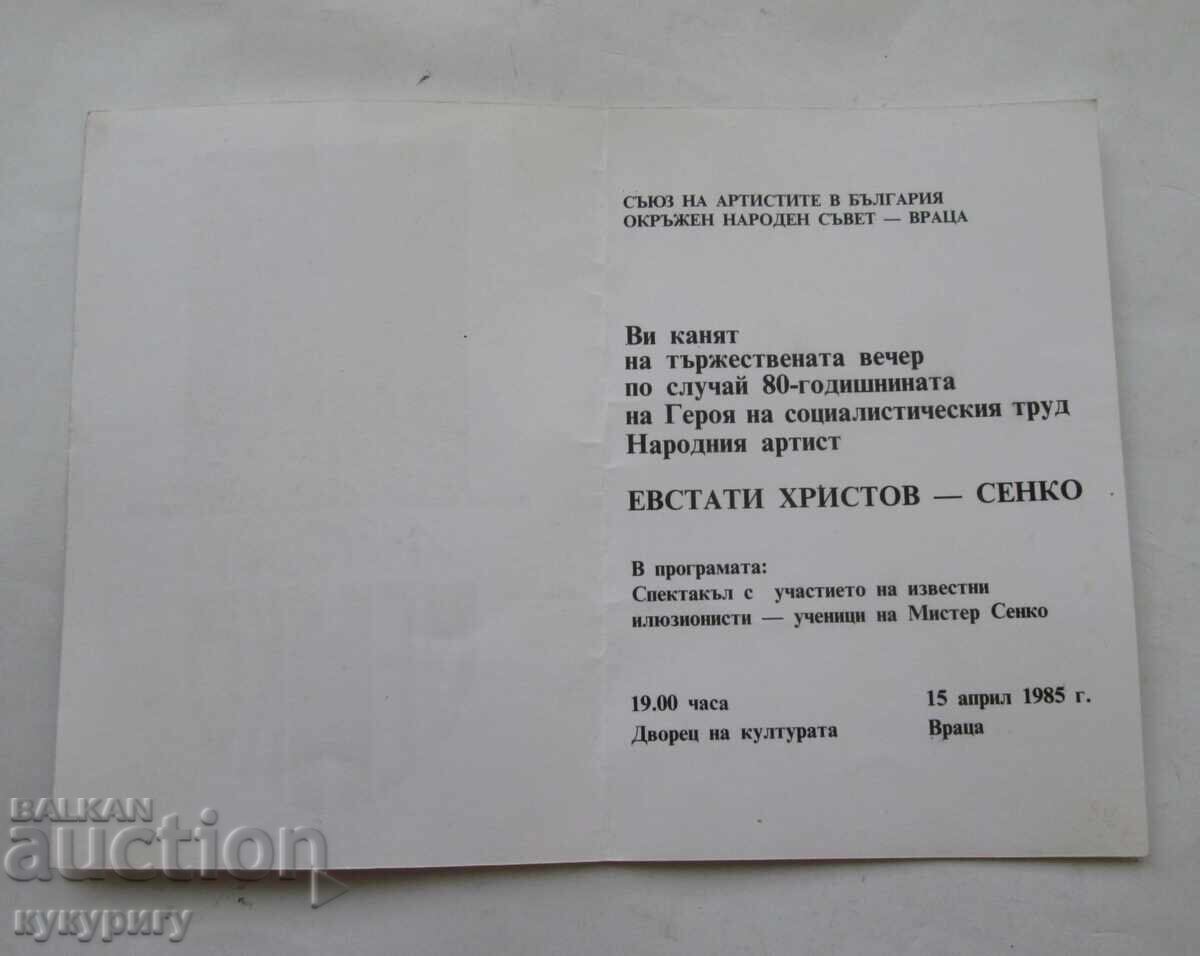 СЪЮЗ НА АРТИСТИТЕ В БЪЛГАРИЯ
ОКРЪЖЕН НАРОДЕН СЪВЕТ — ВРАЦА
Ви канят
на тържествената вечер
по случай 80-годишнината
на Героя на социалистическия труд
Народния артист
ЕВСТАТИ ХРИСТОВ — СЕНКО
В програмата:
Спектакъл с участието на известни
илюзионисти — ученици на Мистер Сенко
19.00 часа 15 април 1985 г.
Дворец на културата Враца
BALKAN
auction
кукуригу